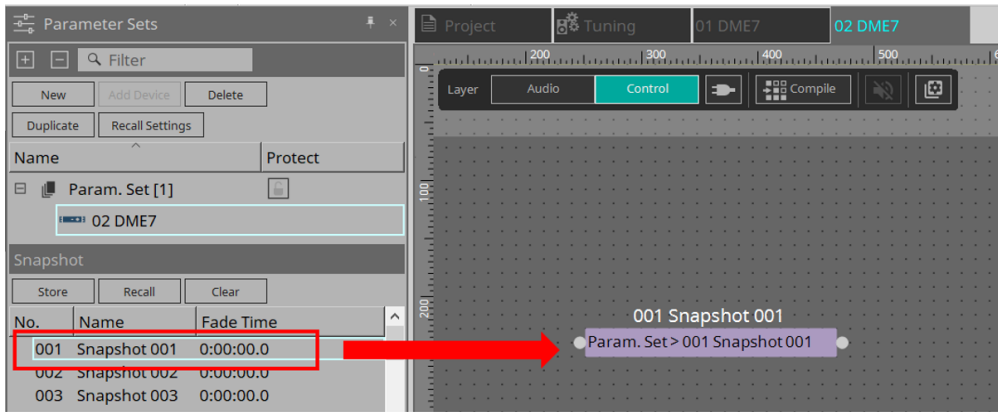 Parameter Sets
Filter
New Add Device Delete
Duplicate Recall Settings
Name Protect
Param. Set [1]
02 DME7
Snapshot
Store Recall Clear
No. Name Fade Time
001 Snapshot 001 0:00:00.0
002 Snapshot 002 0:00:00.0
003 Snapshot 003 0:00:00.0
Project Tuning 01 DME7 02 DME7
200 300 400 500
0
Layer Audio Control Compile
100
200
001 Snapshot 001
Param. Set > 001 Snapshot 001